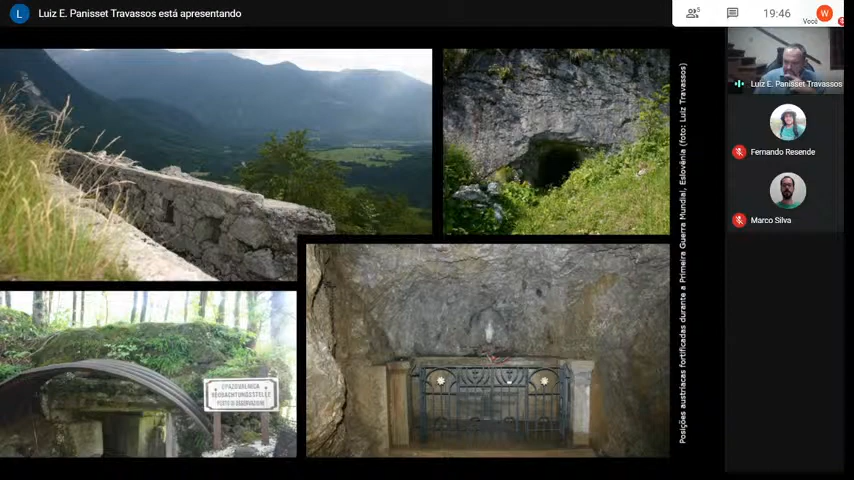 L
Luiz E. Panisset Travassos está apresentando
5
19:46
W
Você
Luiz E. Panisset Travassos
Fernando Resende
Marco Silva
Posições austríacas fortificadas durante a Primeira Guerra Mundial, Eslovênia (foto: Luiz Travassos)
OPAZOVALNICA
BEOBACHTUNGSSTELLE
POSTO DI OSSERVAZIONE